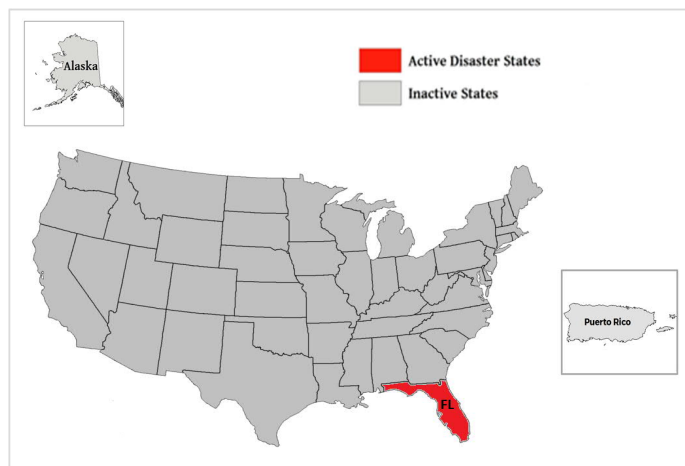 Alaska
Active Disaster States
Inactive States
Puerto Rico
FL